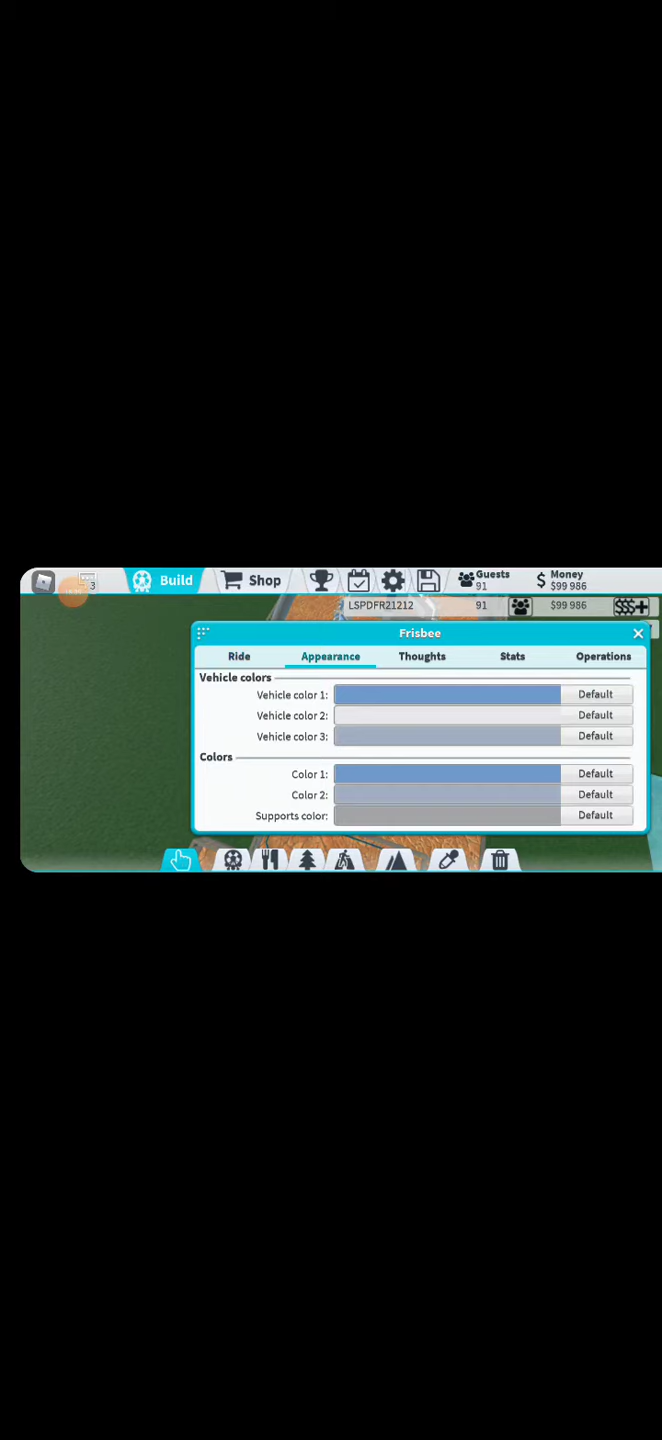 3 Build Shop Guests 91 Money $99 986
LSPDFR21212 91 $99 986 $$$+
Frisbee
Ride Appearance Thoughts Stats Operations
Vehicle colors
Vehicle color 1: Default
Vehicle color 2: Default
Vehicle color 3: Default
Colors
Color 1: Default
Color 2: Default
Supports color: Default